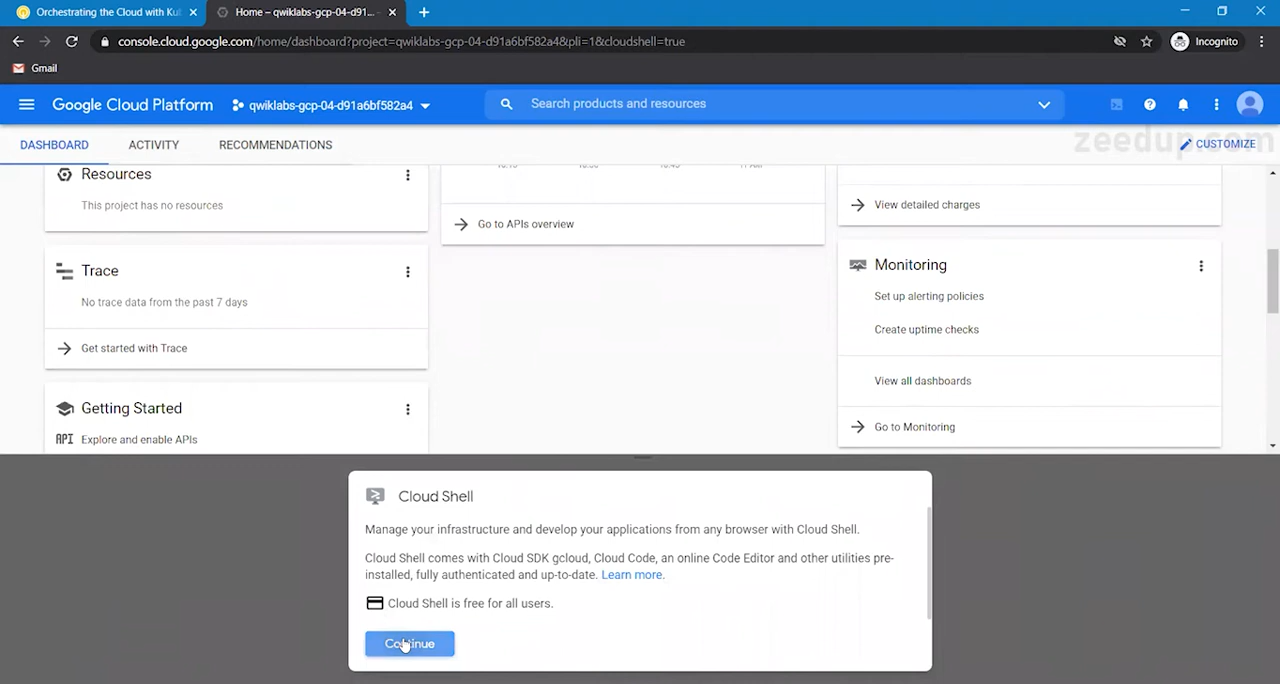 Orchestrating the Cloud with Kub
Home – qwiklabs-gcp-04-d91...
console.cloud.google.com/home/dashboard?project=qwiklabs-gcp-04-d91a6bf582a4&pli=1&cloudshell=true
Incognito
Gmail
Google Cloud Platform
qwiklabs-gcp-04-d91a6bf582a4
Search products and resources
DASHBOARD
ACTIVITY
RECOMMENDATIONS
zeedup.com
CUSTOMIZE
Resources
This project has no resources
Go to APIs overview
View detailed charges
Trace
No trace data from the past 7 days
Get started with Trace
Monitoring
Set up alerting policies
Create uptime checks
View all dashboards
Go to Monitoring
Getting Started
API Explore and enable APIs
Cloud Shell
Manage your infrastructure and develop your applications from any browser with Cloud Shell.
Cloud Shell comes with Cloud SDK gcloud, Cloud Code, an online Code Editor and other utilities pre-
installed, fully authenticated and up-to-date. Learn more.
Cloud Shell is free for all users.
Continue